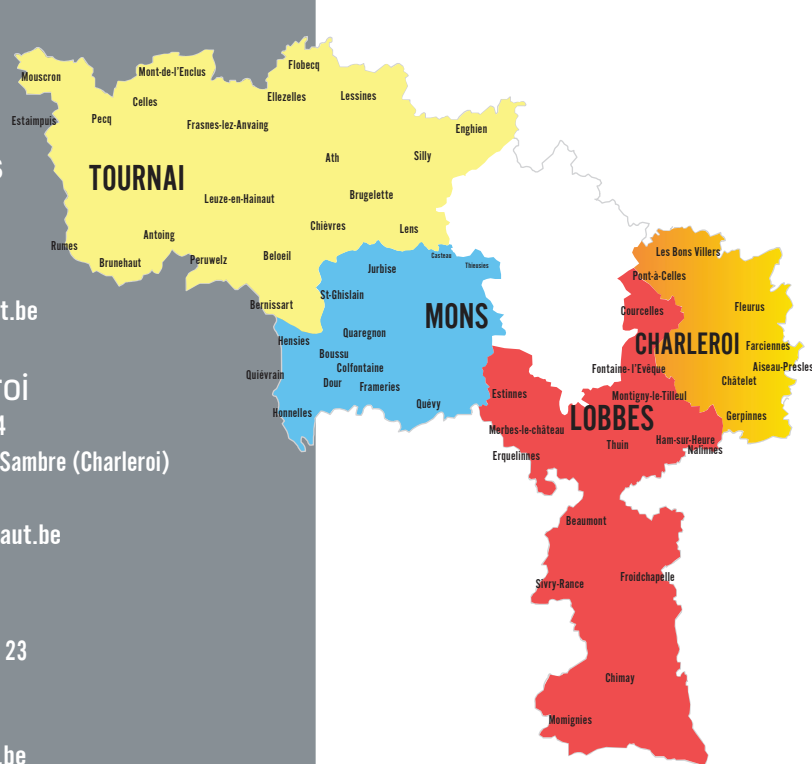 s
t.be
oi
4
Sambre (Charleroi)
aut.be
23
.be
Flobecq
Mouscron
Mont-de-l'Enclus
Ellezelles
Lessines
Celles
Estaimpuis
Pecq
Frasnes-lez-Anvaing
Enghien
Ath
Silly
TOURNAI
Leuze-en-Hainaut
Brugelette
Chièvres
Lens
Antoing
Rumes
Brunehaut
Peruwelz
Beloeil
Casteau
Thieusies
Jurbise
St-Ghislain
Bernissart
MONS
Quaregnon
Hensies
Boussu
Colfontaine
Quiévrain
Dour
Frameries
Honnelles
Quévy
Les Bons Villers
Pont-à-Celles
Courcelles
Fleurus
CHARLEROI
Farciennes
Fontaine-l'Evêque
Aiseau-Presles
Châtelet
Estinnes
Montigny-le-Tilleul
LOBBES
Gerpinnes
Merbes-le-château
Thuin
Ham-sur-Heure
Nalinnes
Erquelinnes
Beaumont
Sivry-Rance
Froidchapelle
Chimay
Momignies